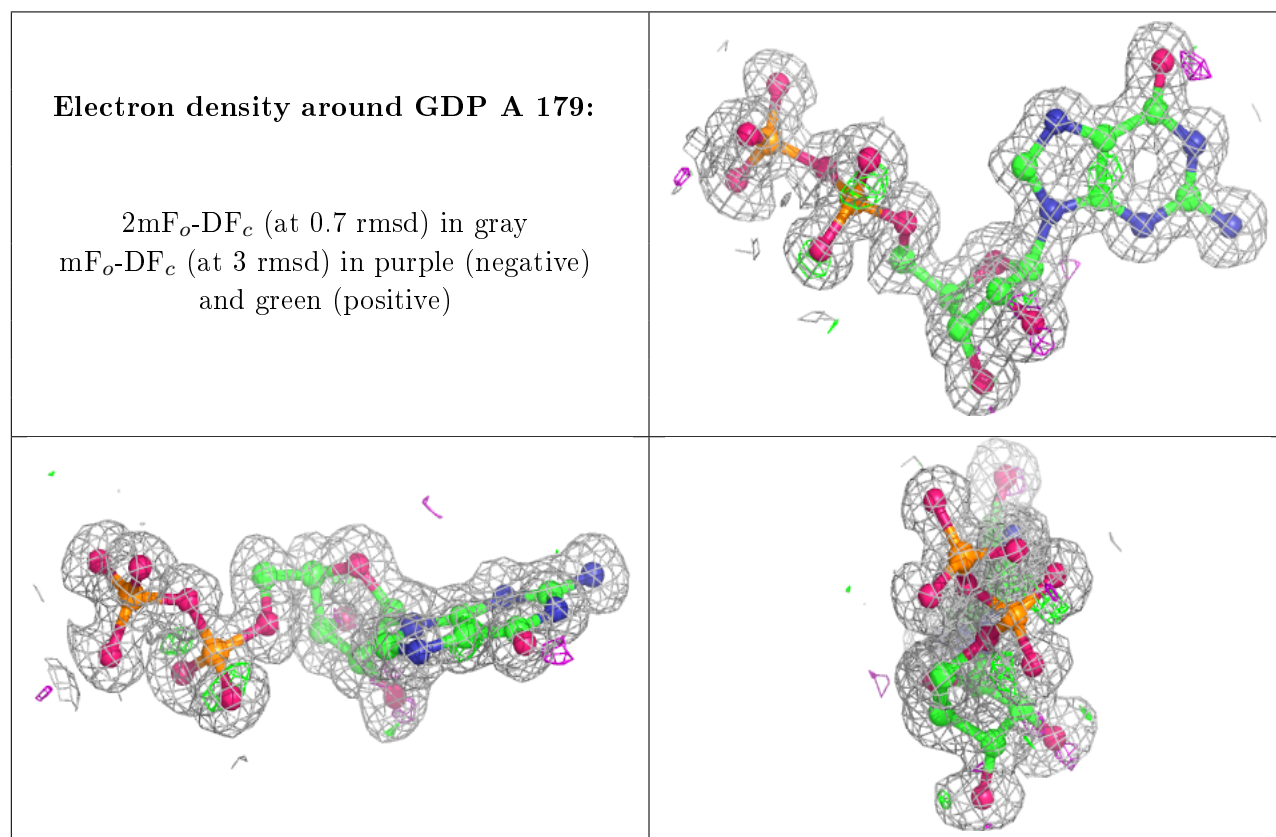 Electron density around GDP A 179:
2mFo-DFc (at 0.7 rmsd) in gray
mFo-DFc (at 3 rmsd) in purple (negative)
and green (positive)